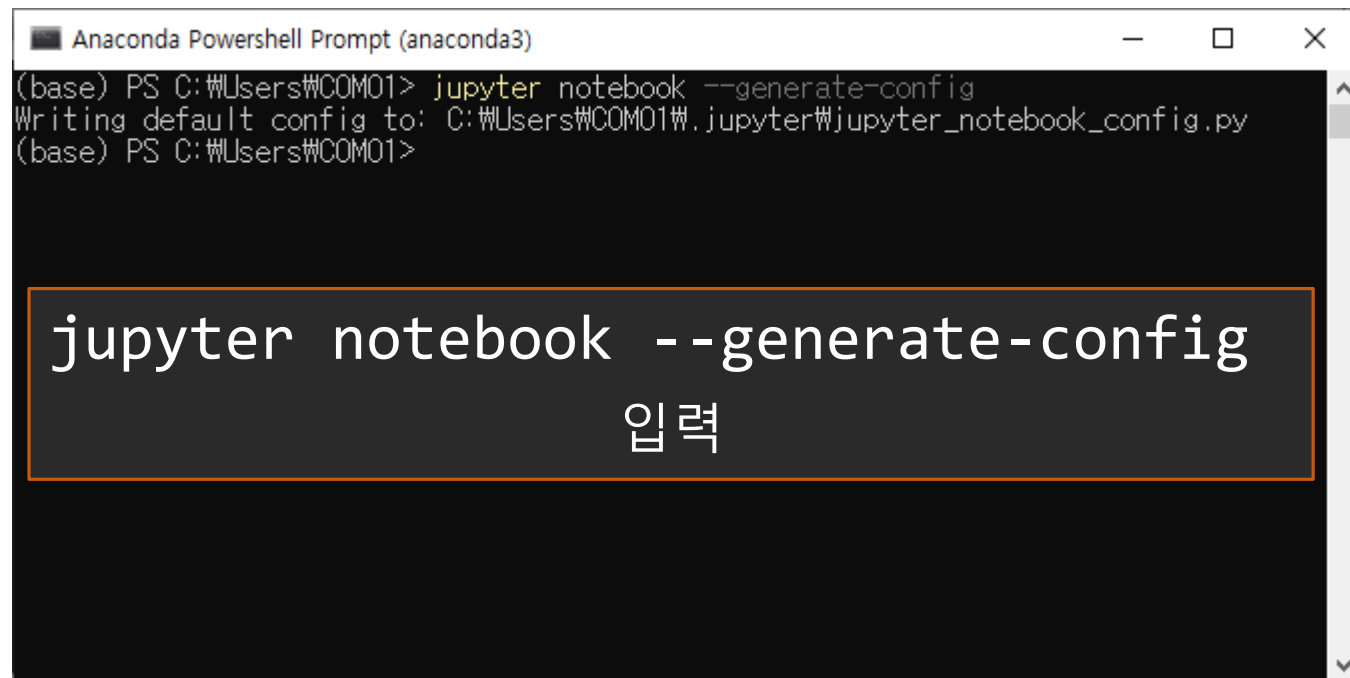 Anaconda Powershell Prompt (anaconda3)
(base) PS C:₩Users₩COM01> jupyter notebook --generate-config
Writing default config to: C:₩Users₩COM01₩.jupyter₩jupyter_notebook_config.py
(base) PS C:₩Users₩COM01>
jupyter notebook --generate-config
입력